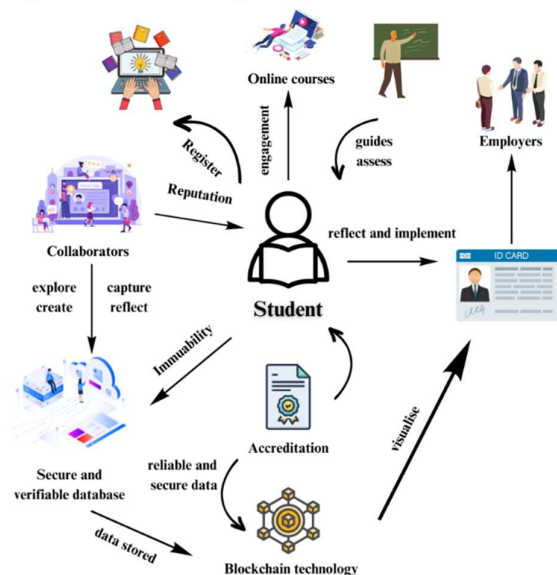 Online courses
engagement
guides
assess
Employers
Register
Reputation
Collaborators
reflect and implement
ID CARD
Student
explore
create
capture
reflect
Immuability
Accreditation
visualise
Secure and
verifiable database
reliable and
secure data
data stored
Blockchain technology